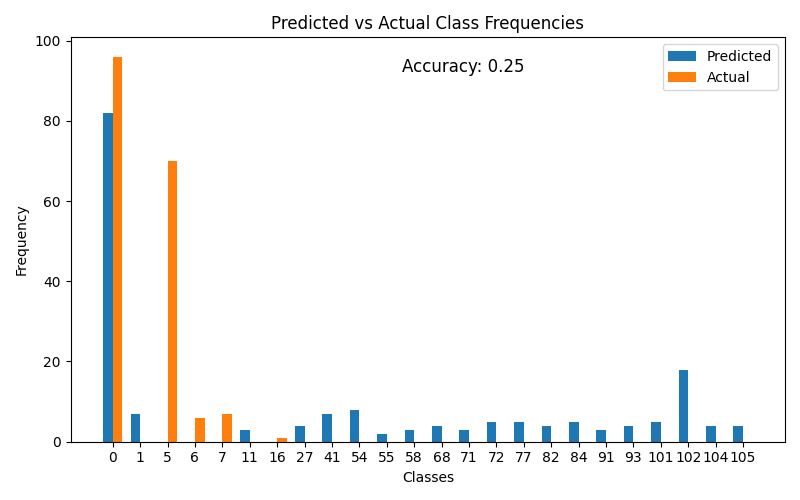 Predicted vs Actual Class Frequencies
Accuracy: 0.25
Predicted
Actual
Frequency
100
80
60
40
20
0
0 1 5 6 7 11 16 27 41 54 55 58 68 71 72 77 82 84 91 93 101 102 104 105
Classes